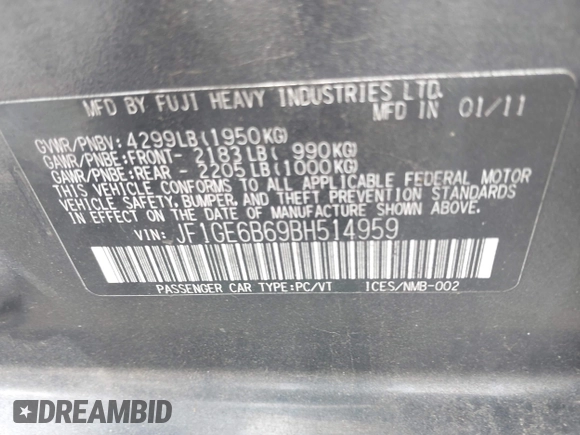 MFD BY FUJI HEAVY INDUSTRIES LTD.
MFD IN 01/11
GVWR/PNBV: 4299LB(1950KG)
GAWR/PNBE:FRONT- 2183LB( 990KG)
GAWR/PNBE:REAR - 2205LB(1000KG)
THIS VEHICLE CONFORMS TO ALL APPLICABLE FEDERAL MOTOR
VEHICLE SAFETY, BUMPER, AND THEFT PREVENTION STANDARDS
IN EFFECT ON THE DATE OF MANUFACTURE SHOWN ABOVE.
VIN: JF1GE6B69BH514959
PASSENGER CAR TYPE:PC/VT ICES/NMB-002
DREAMBID